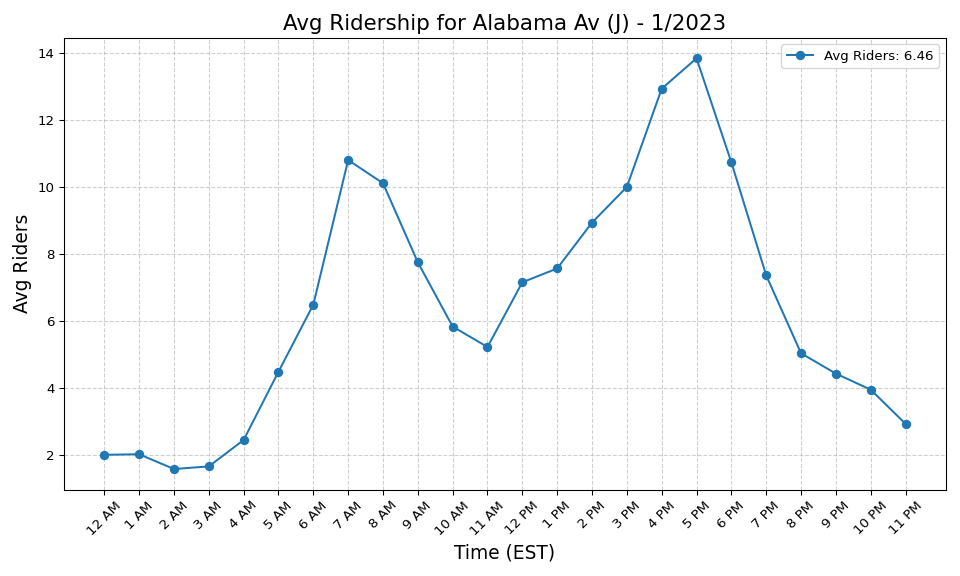 Avg Ridership for Alabama Av (J) - 1/2023
Avg Riders: 6.46
Avg Riders
14
12
10
8
6
4
2
12 AM
1 AM
2 AM
3 AM
4 AM
5 AM
6 AM
7 AM
8 AM
9 AM
10 AM
11 AM
12 PM
1 PM
2 PM
3 PM
4 PM
5 PM
6 PM
7 PM
8 PM
9 PM
10 PM
11 PM
Time (EST)